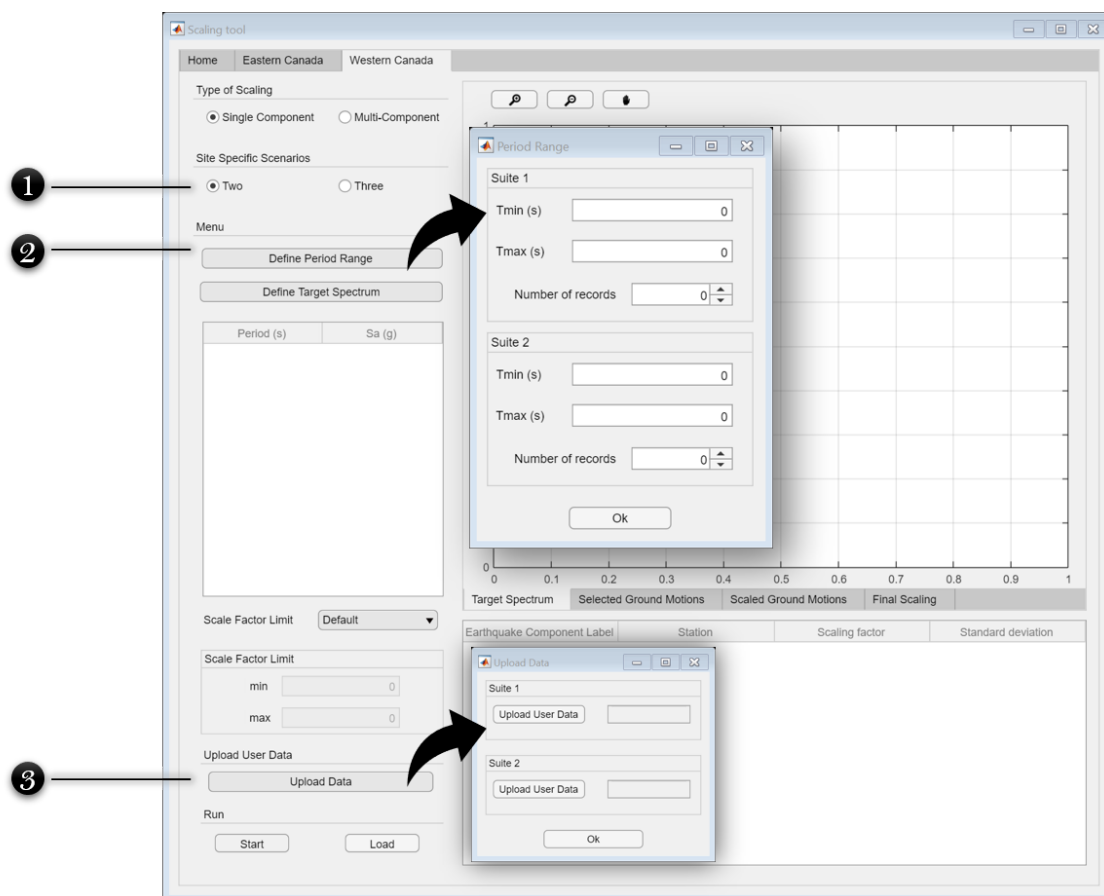 Scaling tool
Home Eastern Canada Western Canada
Type of Scaling
Single Component Multi-Component
1
Site Specific Scenarios
Two Three
2
Menu
Define Period Range
Define Target Spectrum
Period (s) Sa (g)
Scale Factor Limit Default
Scale Factor Limit
min 0
max 0
3
Upload User Data
Upload Data
Run
Start Load
1
0
0 0.1 0.2 0.3 0.4 0.5 0.6 0.7 0.8 0.9 1
Period Range
Suite 1
Tmin (s) 0
Tmax (s) 0
Number of records 0
Suite 2
Tmin (s) 0
Tmax (s) 0
Number of records 0
Ok
Target Spectrum Selected Ground Motions Scaled Ground Motions Final Scaling
Earthquake Component Label Station Scaling factor Standard deviation
Upload Data
Suite 1
Upload User Data
Suite 2
Upload User Data
Ok